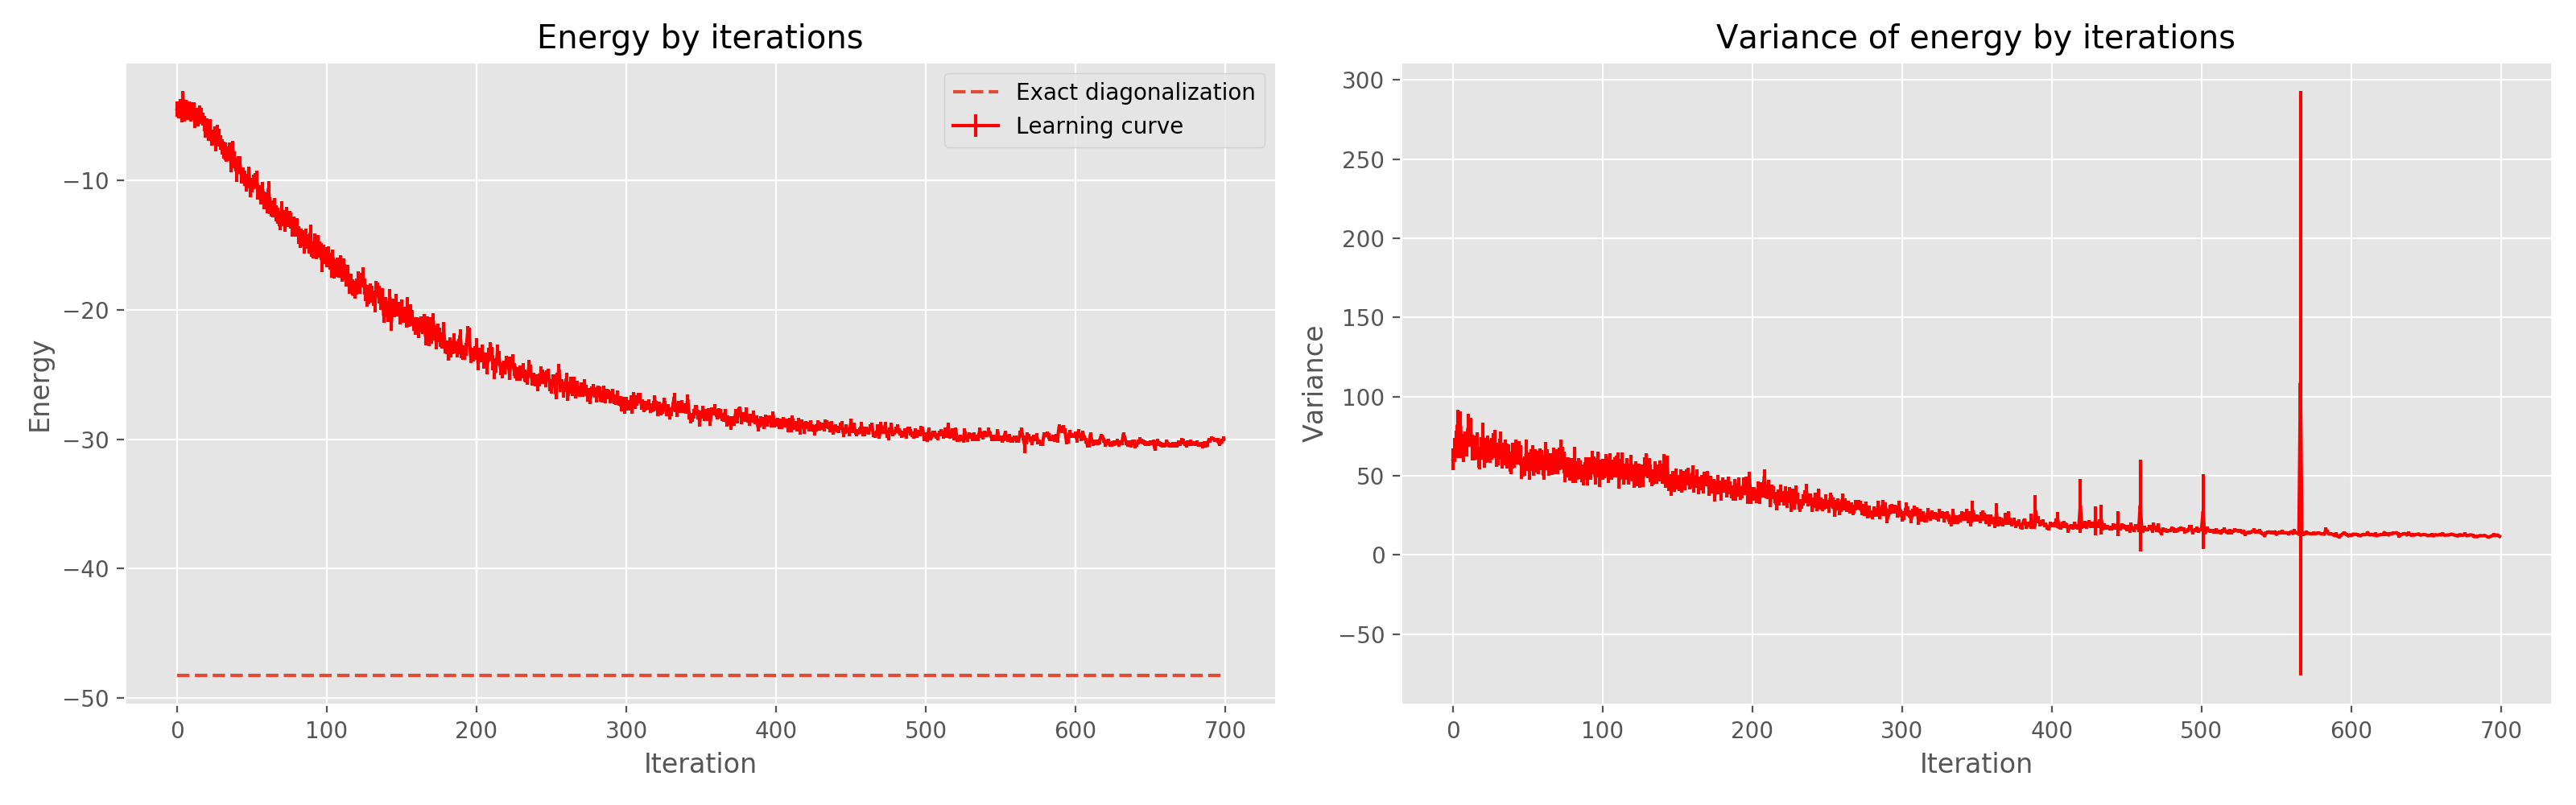 Energy by iterations
Exact diagonalization
Learning curve
−10
−20
−30
−40
−50
Energy
0 100 200 300 400 500 600 700
Iteration
Variance of energy by iterations
300
250
200
150
100
50
0
−50
Variance
0 100 200 300 400 500 600 700
Iteration